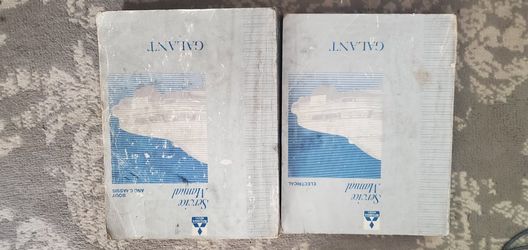 GALANT
Service
Manual
BODY
AND CHASSIS
GALANT
Service
Manual
ELECTRICAL